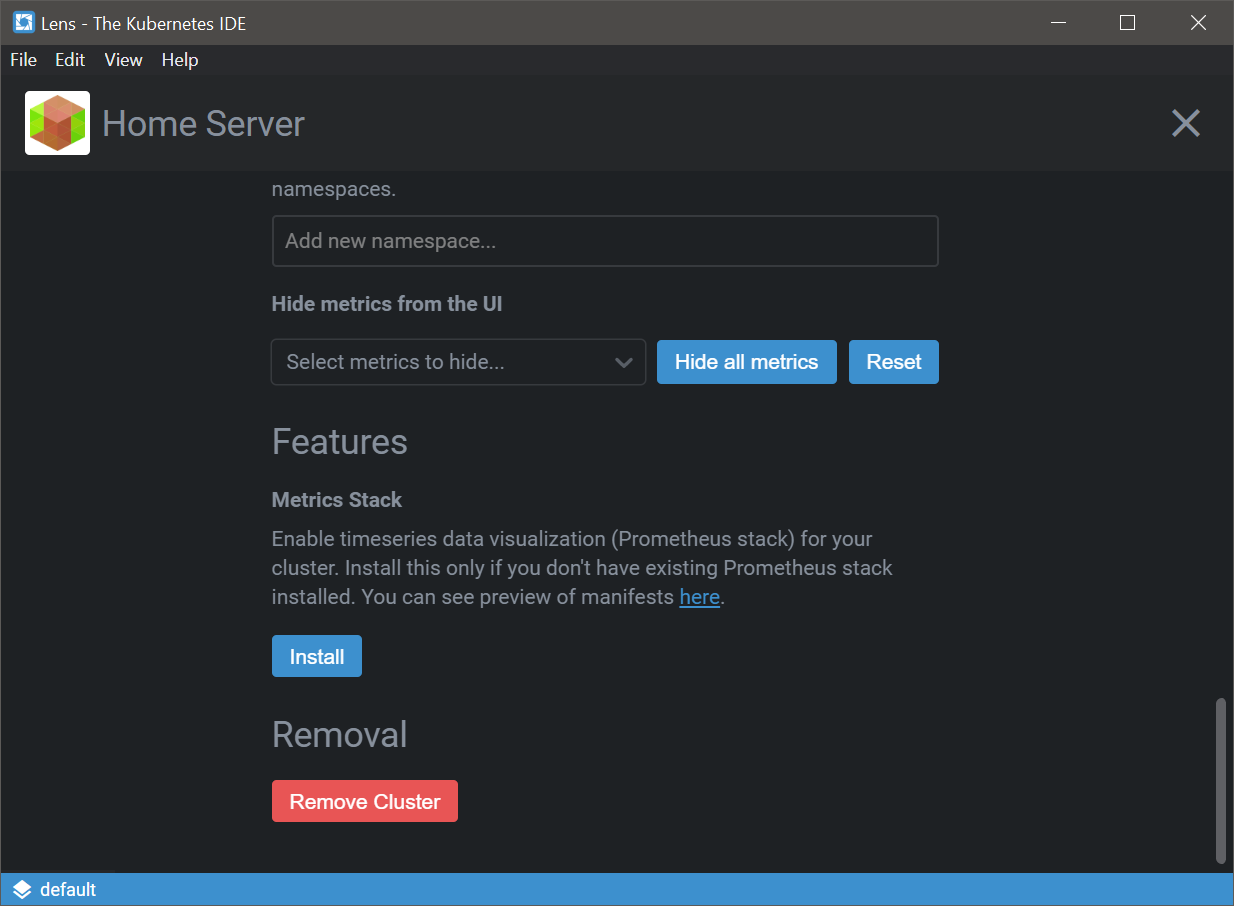 Lens - The Kubernetes IDE
File Edit View Help
Home Server
namespaces.
Add new namespace...
Hide metrics from the UI
Select metrics to hide... Hide all metrics Reset
Features
Metrics Stack
Enable timeseries data visualization (Prometheus stack) for your
cluster. Install this only if you don't have existing Prometheus stack
installed. You can see preview of manifests here.
Install
Removal
Remove Cluster
default